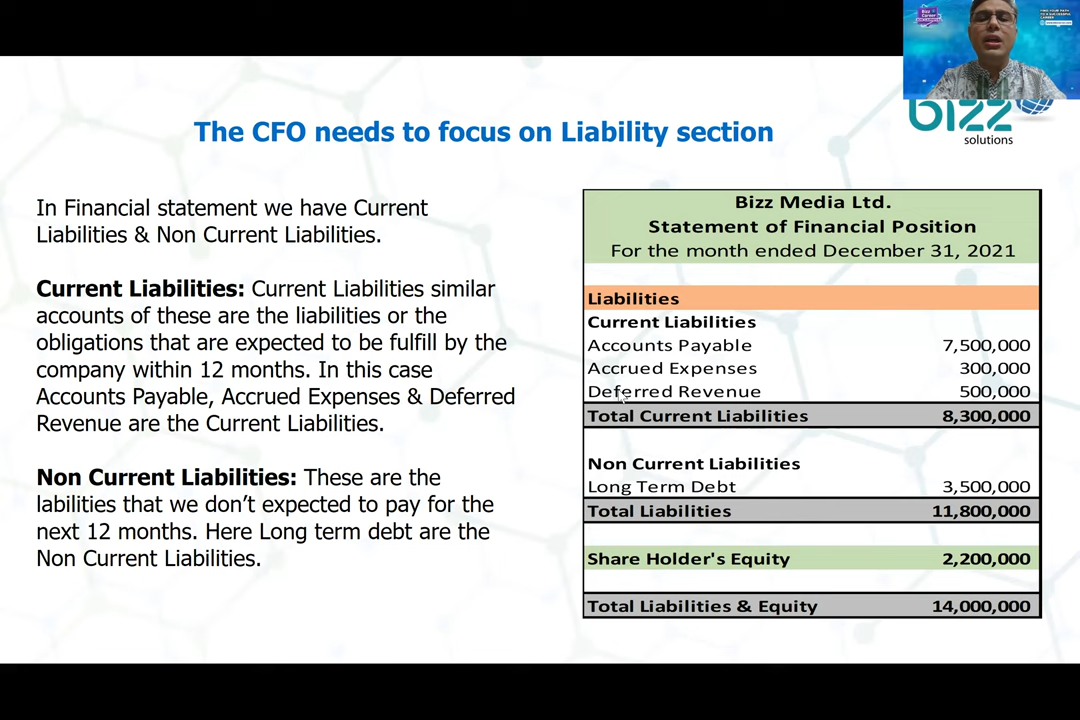 The CFO needs to focus on Liability section
bizz
solutions
In Financial statement we have Current
Liabilities & Non Current Liabilities.
Current Liabilities: Current Liabilities similar
accounts of these are the liabilities or the
obligations that are expected to be fulfill by the
company within 12 months. In this case
Accounts Payable, Accrued Expenses & Deferred
Revenue are the Current Liabilities.
Non Current Liabilities: These are the
labilities that we don’t expected to pay for the
next 12 months. Here Long term debt are the
Non Current Liabilities.
Bizz Media Ltd.
Statement of Financial Position
For the month ended December 31, 2021
Liabilities
Current Liabilities
Accounts Payable 7,500,000
Accrued Expenses 300,000
Deferred Revenue 500,000
Total Current Liabilities 8,300,000
Non Current Liabilities
Long Term Debt 3,500,000
Total Liabilities 11,800,000
Share Holder's Equity 2,200,000
Total Liabilities & Equity 14,000,000